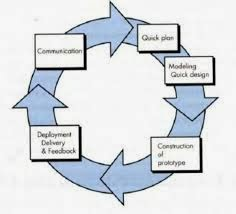 Communication
Quick plan
Modeling
Quick design
Construction
of
prototype
Deployment
Delivery
& Feedback